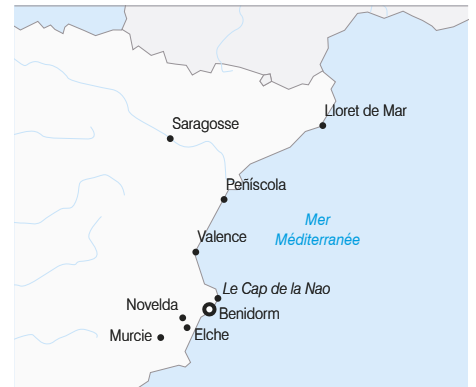 Lloret de Mar
Saragosse
Peñíscola
Mer
Méditerranée
Valence
Le Cap de la Nao
Novelda
Benidorm
Murcie
Elche